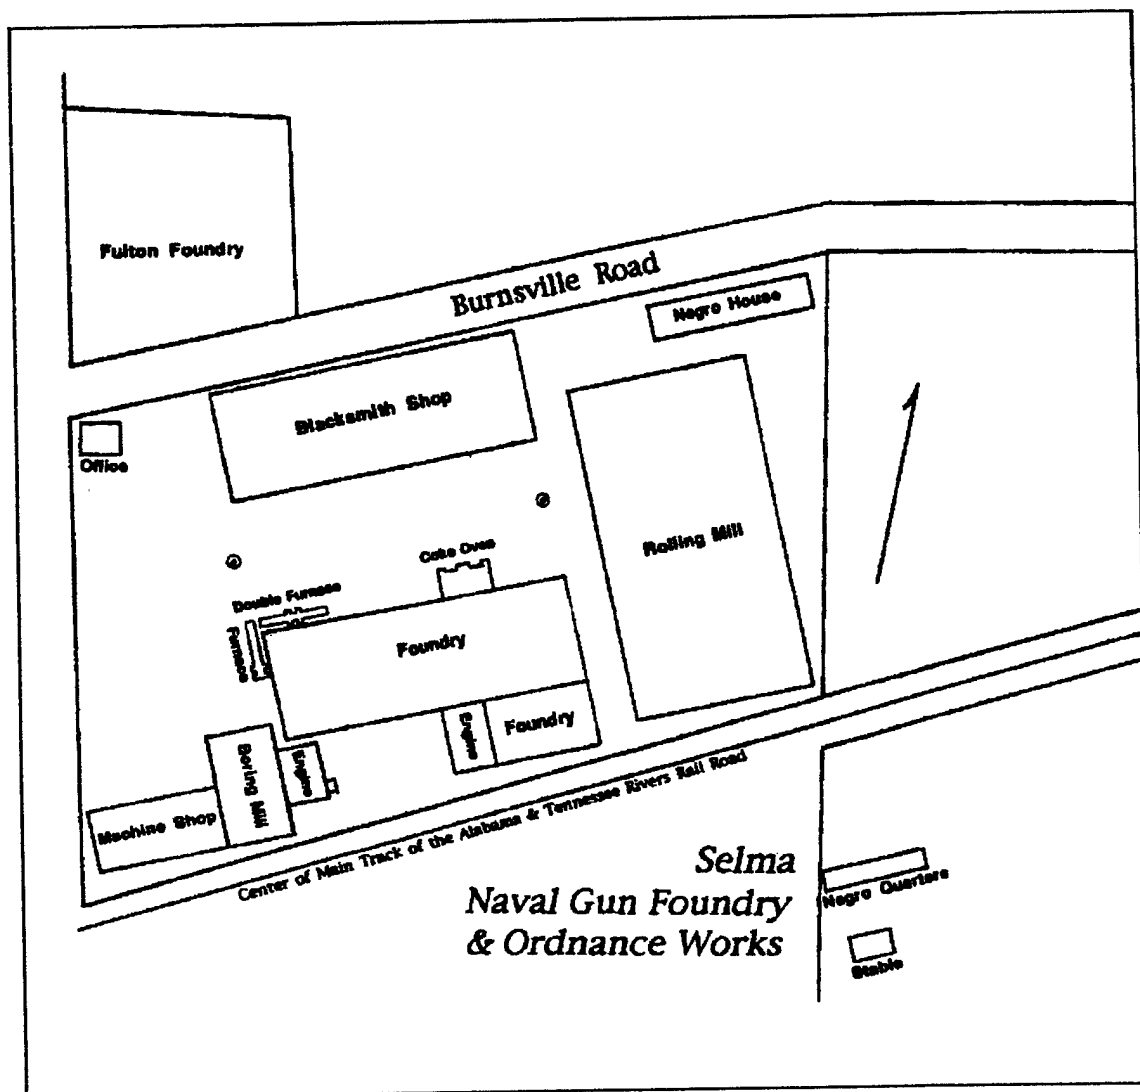 Fulton Foundry
Burnsville Road
Negro House
Blacksmith Shop
Office
Rolling Mill
Coke Oven
Double Furnace
Furnace
Foundry
Engine
Foundry
Boring Mill
Engine
Machine Shop
Center of Main Track of the Alabama & Tennessee Rivers Rail Road
Selma
Naval Gun Foundry
& Ordnance Works
Negro Quarters
Stable